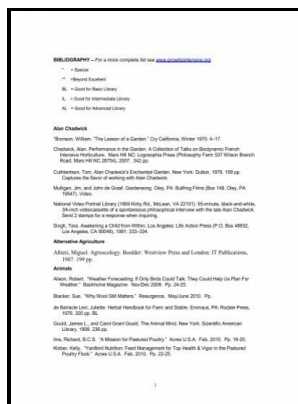 BIBLIOGRAPHY – For a more complete list see www.growbiointensive.org
* = Special
** =Beyond Excellent
BL = Good for Basic Library
IL = Good for Intermediate Library
AL = Good for Advanced Library
Alan Chadwick
*Bronson, William. "The Lesson of a Garden." Cry California, Winter 1970: 4–17.
Chadwick, Alan. Performance in the Garden. A Collection of Talks on Biodynamic French
Intensive Horticulture. Mars Hill NC: Logosophia Press (Philosophy Farm 537 Wilson Branch
Road, Mars Hill NC 28754), 2007. 342 pp.
Cuthbertson, Tom. Alan Chadwick's Enchanted Garden. New York: Dutton, 1978. 199 pp.
Captures the flavor of working with Alan Chadwick.
Mulligan, Jim, and John de Graaf. Gardensong. Oley, PA: Bullfrog Films (Box 149, Oley, PA
19547). Video.
National Video Portrait Library (1869 Kirby Rd., McLean, VA 22101). 55-minute, black-and-white,
3/4-inch videocassette of a spontaneous philosophical interview with the late Alan Chadwick.
Send 2 stamps for a response when inquiring.
Singh, Tara. Awakening a Child from Within. Los Angeles: Life Action Press (P.O. Box 48932,
Los Angeles, CA 90048), 1991. 333–334.
Alternative Agriculture
Altieri, Miguel. Agroecology. Boulder: Westview Press and London: IT Publications,
1987. 199 pp.
Animals
Alson, Robert. "Weather Forecasting: If Only Birds Could Talk, They Could Help Us Plan For
Weather." Backhome Magazine. Nov/Dec 2009. Pp. 24-25.
Blacker, Sue. "Why Wool Still Matters." Resurgence. May/June 2010. Pp.
de Bairacli Levi, Juliette. Herbal Handbook for Farm and Stable. Emmaus, PA: Rodale Press,
1976. 320 pp. BL
Gould, James L., and Carol Grant Gould. The Animal Mind. New York: Scientific American
Library, 1999. 236 pp.
Ims, Richard, B.C.S. "A Mission for Pastured Poultry." Acres U.S.A. Feb. 2010. Pp. 16-20.
Kleber, Kelly. "Yardbird Nutrition: Feed Management for Top Health & Vigor in the Pastured
Poultry Flock." Acres U.S.A. Feb. 2010. Pp. 22-25.
1